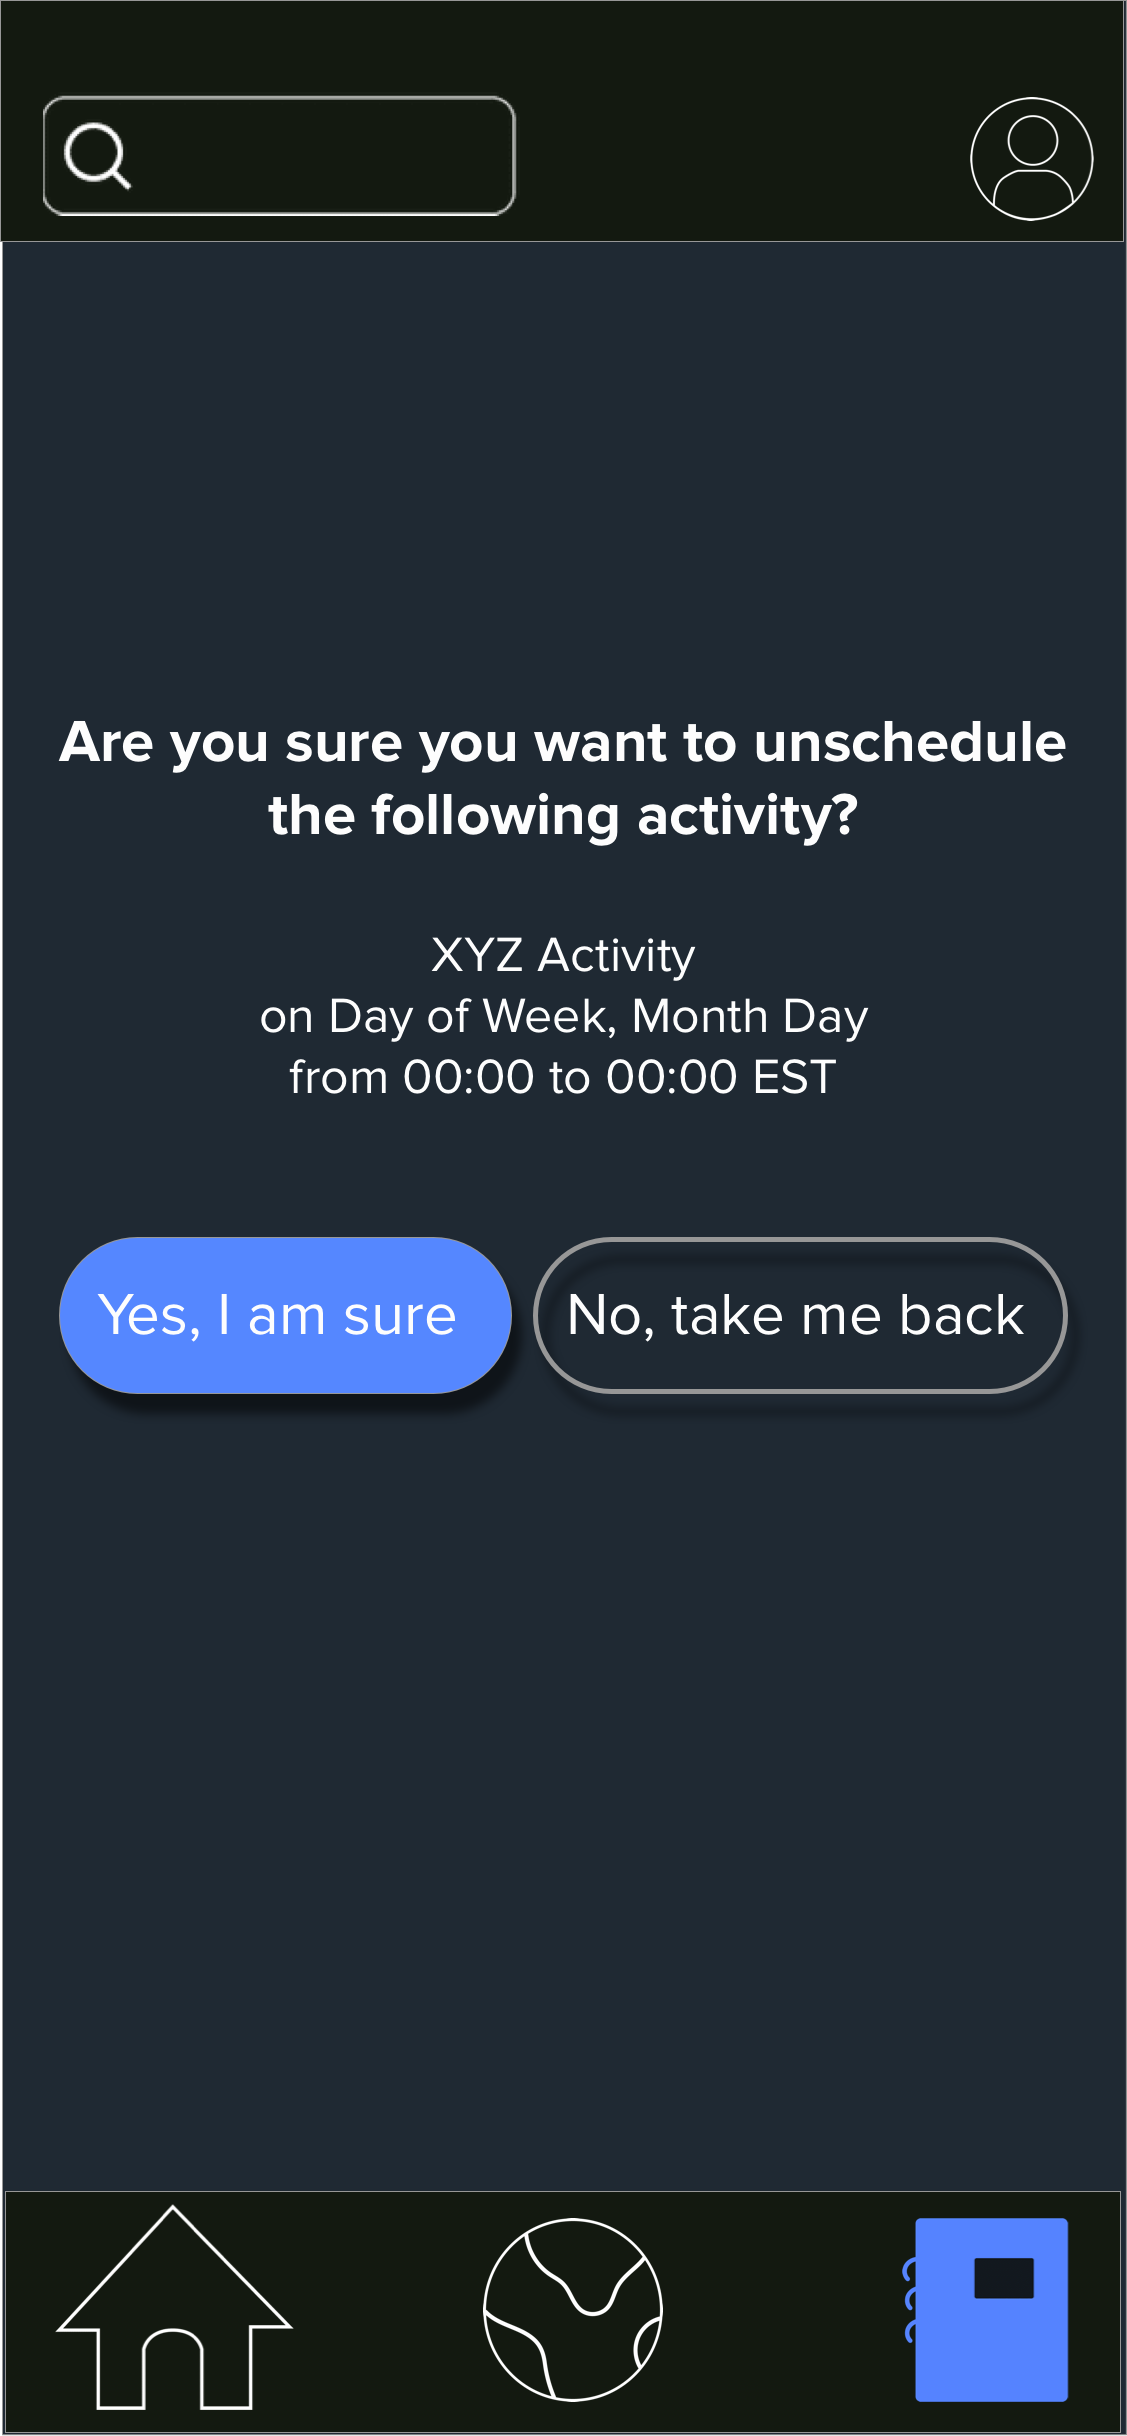 Are you sure you want to unschedule
the following activity?
XYZ Activity
on Day of Week, Month Day
from 00:00 to 00:00 EST
Yes, I am sure
No, take me back